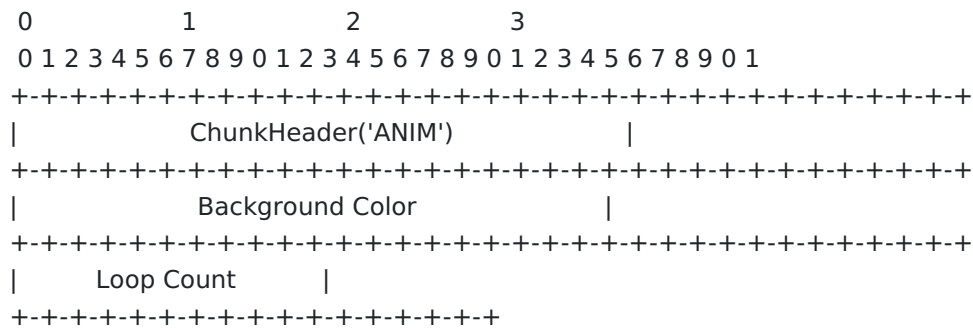 0                   1                   2                   3
0 1 2 3 4 5 6 7 8 9 0 1 2 3 4 5 6 7 8 9 0 1 2 3 4 5 6 7 8 9 0 1
+-+-+-+-+-+-+-+-+-+-+-+-+-+-+-+-+-+-+-+-+-+-+-+-+-+-+-+-+-+-+-+-+
|                      ChunkHeader('ANIM')                      |
+-+-+-+-+-+-+-+-+-+-+-+-+-+-+-+-+-+-+-+-+-+-+-+-+-+-+-+-+-+-+-+-+
|                       Background Color                        |
+-+-+-+-+-+-+-+-+-+-+-+-+-+-+-+-+-+-+-+-+-+-+-+-+-+-+-+-+-+-+-+-+
|          Loop Count           |
+-+-+-+-+-+-+-+-+-+-+-+-+-+-+-+-+